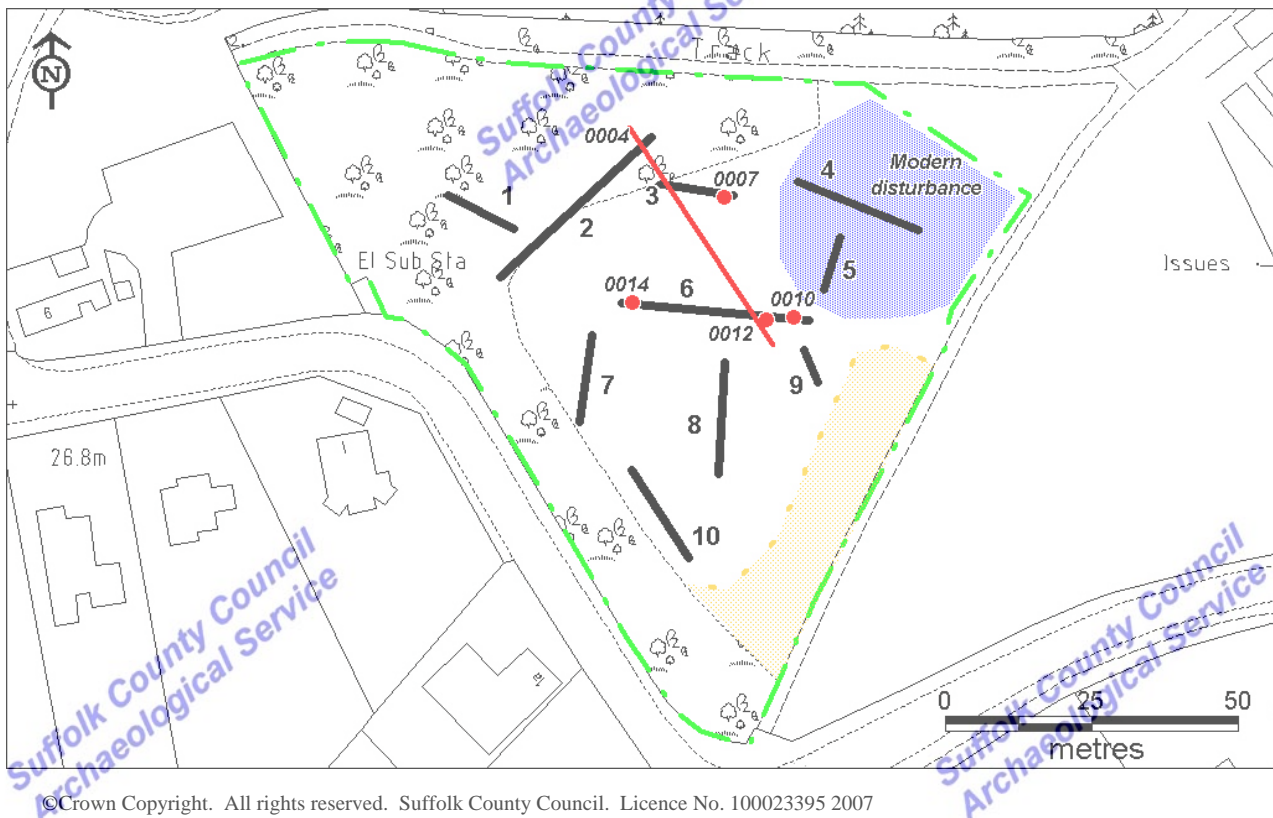 Suffolk County Council
Archaeological Service
Track
N
0004
0007
4
Modern
disturbance
1
3
2
El Sub Sta
5
Issues
0014
6
0010
6
0012
7
9
8
26.8m
1
10
Suffolk County Council
Archaeological Service
Suffolk County Council
Archaeological Service
0 25 50
metres
©Crown Copyright. All rights reserved. Suffolk County Council. Licence No. 100023395 2007